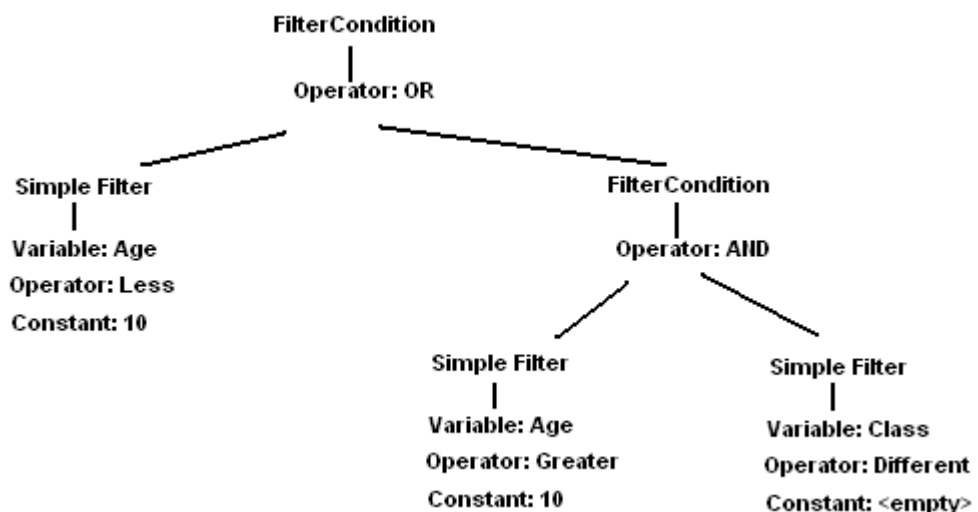 FilterCondition
Operator: OR
Simple Filter
Variable: Age
Operator: Less
Constant: 10
FilterCondition
Operator: AND
Simple Filter
Variable: Age
Operator: Greater
Constant: 10
Simple Filter
Variable: Class
Operator: Different
Constant: <empty>